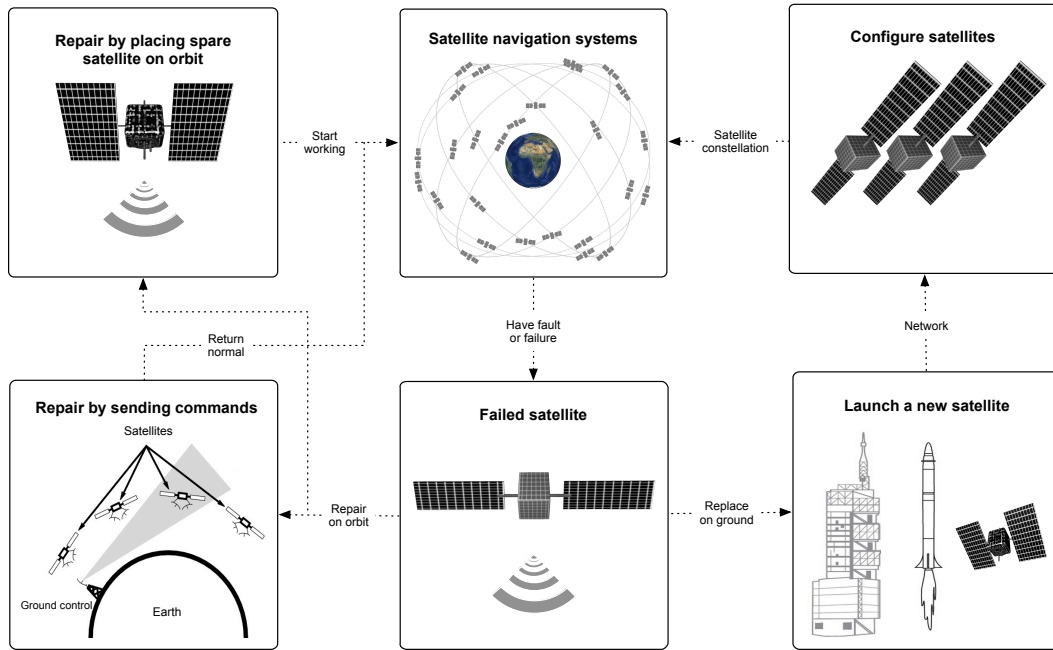 Repair by placing spare
satellite on orbit
Satellite navigation systems
Configure satellites
Start
working
Satellite
constellation
Return
normal
Have fault
or failure
Network
Repair by sending commands
Satellites
Ground control
Earth
Repair
on orbit
Failed satellite
Replace
on ground
Launch a new satellite